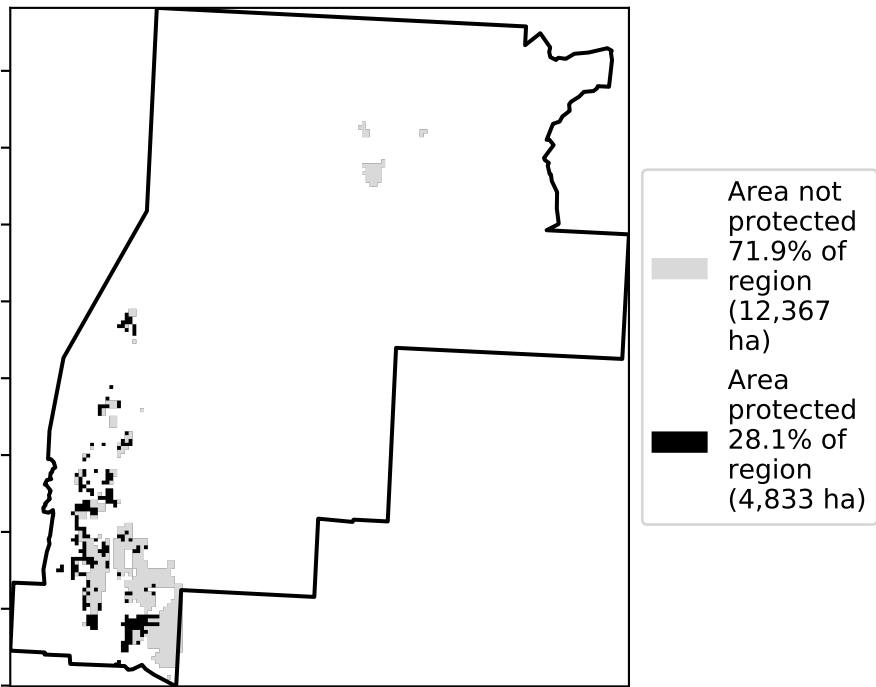 Area not
protected
71.9% of
region
(12,367
ha)
Area
protected
28.1% of
region
(4,833 ha)